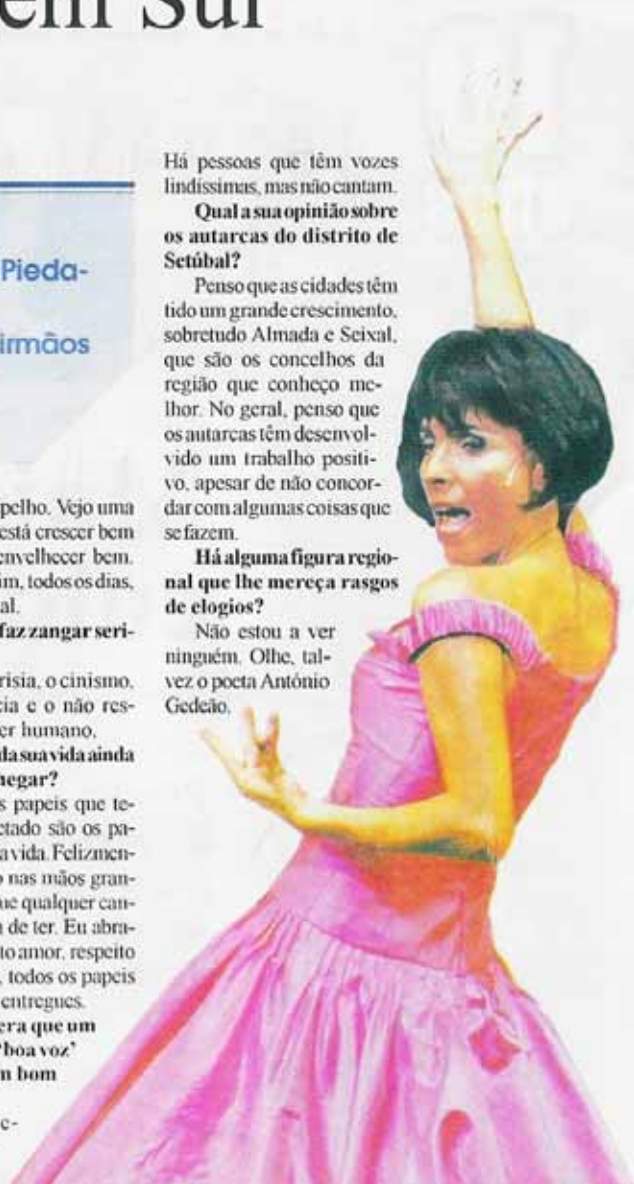 em Sul
Pieda-
irmãos
pelho. Vejo uma
está crescer bem
envelhecer bem.
im, todos os dias,
al.
faz zangar seri-
risia, o cinismo,
cia e o não res-
er humano.
da sua vida ainda
hegar?
s papeis que te-
etado são os pa-
a vida. Felizmen-
o nas mãos gran-
ue qualquer can-
a de ter. Eu abra-
to amor, respeito
, todos os papeis
entregues.
era que um
'boa voz'
m bom
c-
Há pessoas que têm vozes
lindíssimas, mas não cantam.
Qual a sua opinião sobre
os autarcas do distrito de
Setúbal?
Penso que as cidades têm
tido um grande crescimento,
sobretudo Almada e Seixal,
que são os concelhos da
região que conheço me-
lhor. No geral, penso que
os autarcas têm desenvol-
vido um trabalho positi-
vo, apesar de não concor-
dar com algumas coisas que
se fazem.
Há alguma figura regio-
nal que lhe mereça rasgos
de elogios?
Não estou a ver
ninguém. Olhe, tal-
vez o poeta António
Gedeão.